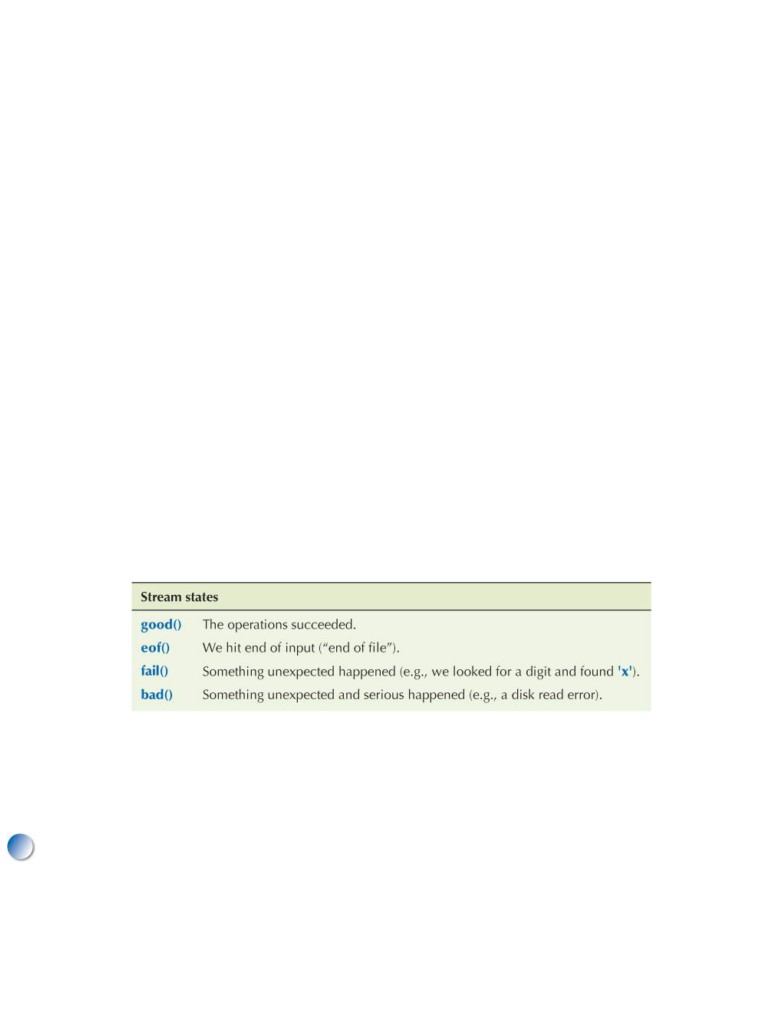 Stream states
good() The operations succeeded.
eof() We hit end of input (“end of file”).
fail() Something unexpected happened (e.g., we looked for a digit and found 'x').
bad() Something unexpected and serious happened (e.g., a disk read error).